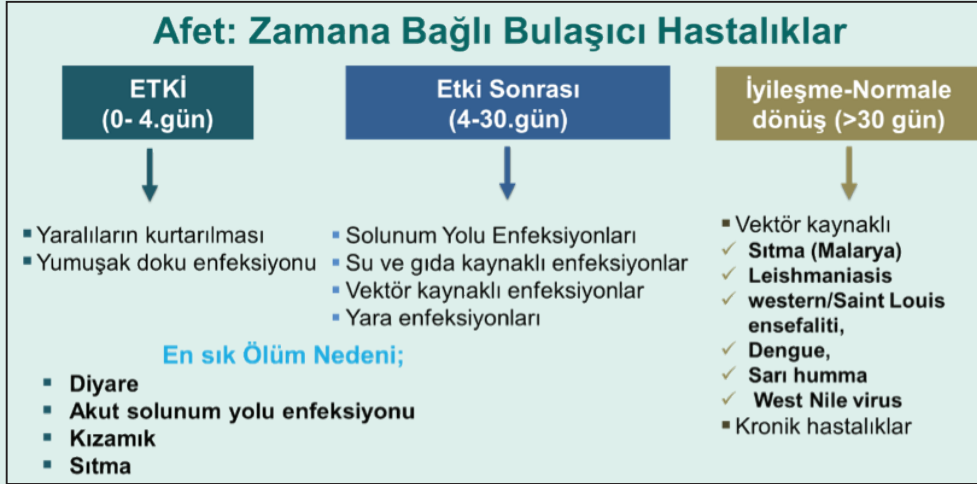 Afet: Zamana Bağlı Bulaşıcı Hastalıklar
ETKİ
(0- 4.gün)
Yaralıların kurtarılması
Yumuşak doku enfeksiyonu
Etki Sonrası
(4-30.gün)
Solunum Yolu Enfeksiyonları
Su ve gıda kaynaklı enfeksiyonlar
Vektör kaynaklı enfeksiyonlar
Yara enfeksiyonları
İyileşme-Normale
dönüş (>30 gün)
Vektör kaynaklı
Sıtma (Malarya)
Leishmaniasis
western/Saint Louis
ensefaliti,
Dengue,
Sarı humma
West Nile virus
Kronik hastalıklar
En sık Ölüm Nedeni;
Diyare
Akut solunum yolu enfeksiyonu
Kızamık
Sıtma